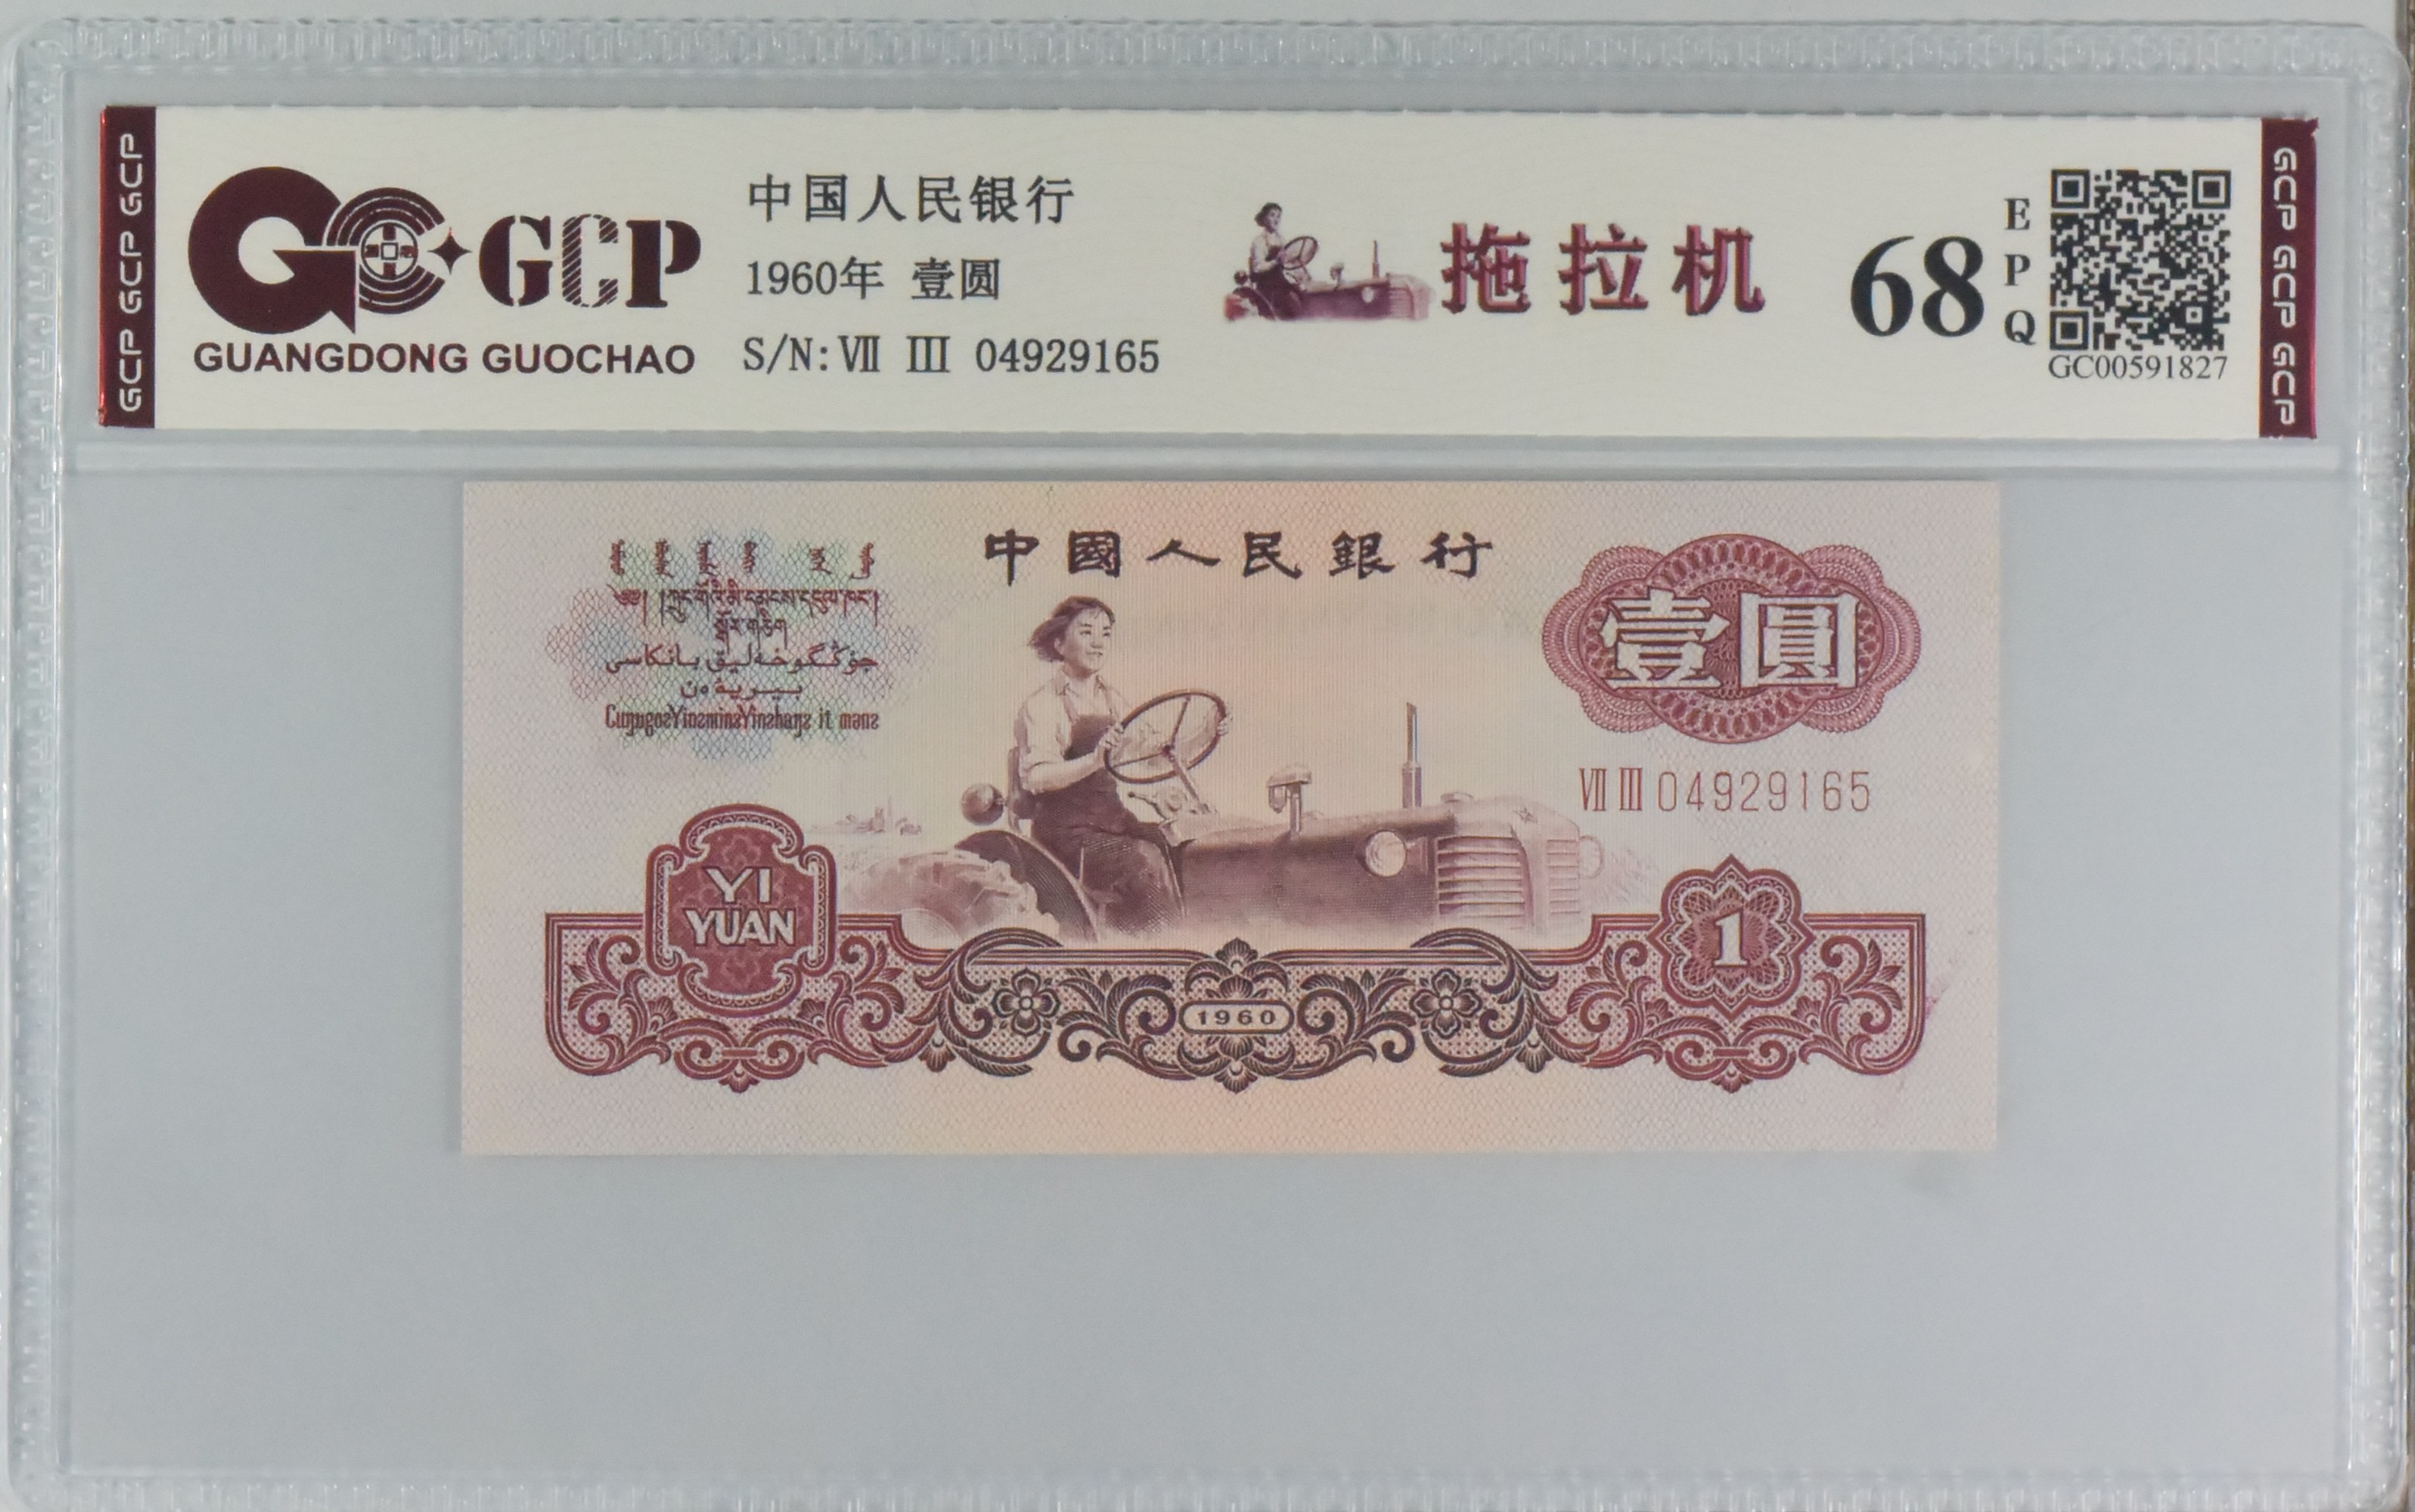 GCP GCP GCP
GCP
GUANGDONG GUOCHAO
中国人民银行
1960年 壹圆
S/N: Ⅶ Ⅲ 04929165
拖拉机
68
E
P
Q
GC00591827
GCP GCP GCP
中國人民銀行
壹圓
Ⅶ Ⅲ 04929165
YI
YUAN
1
1960